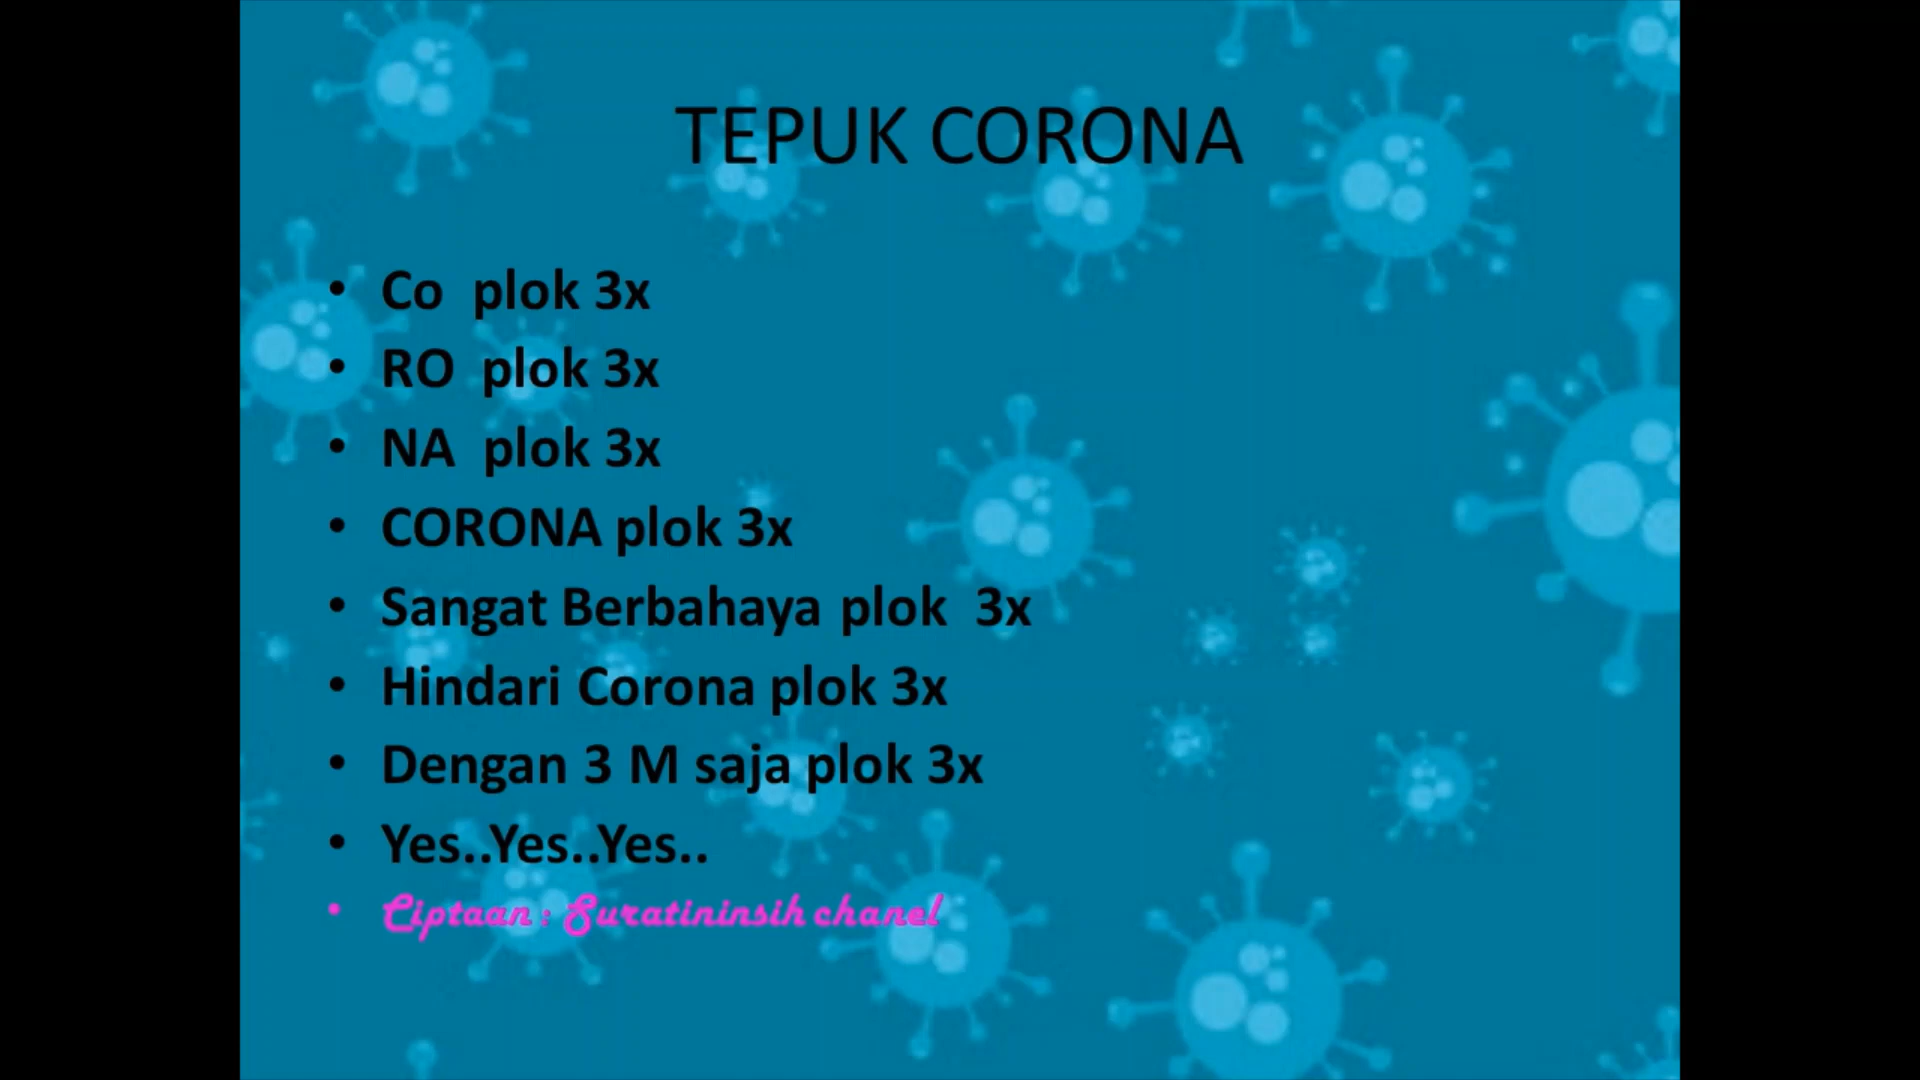 TEPUK CORONA
• Co plok 3x
• RO plok 3x
• NA plok 3x
• CORONA plok 3x
• Sangat Berbahaya plok 3x
• Hindari Corona plok 3x
• Dengan 3 M saja plok 3x
• Yes..Yes..Yes..
• Ciptaan : Suratininsih chanel